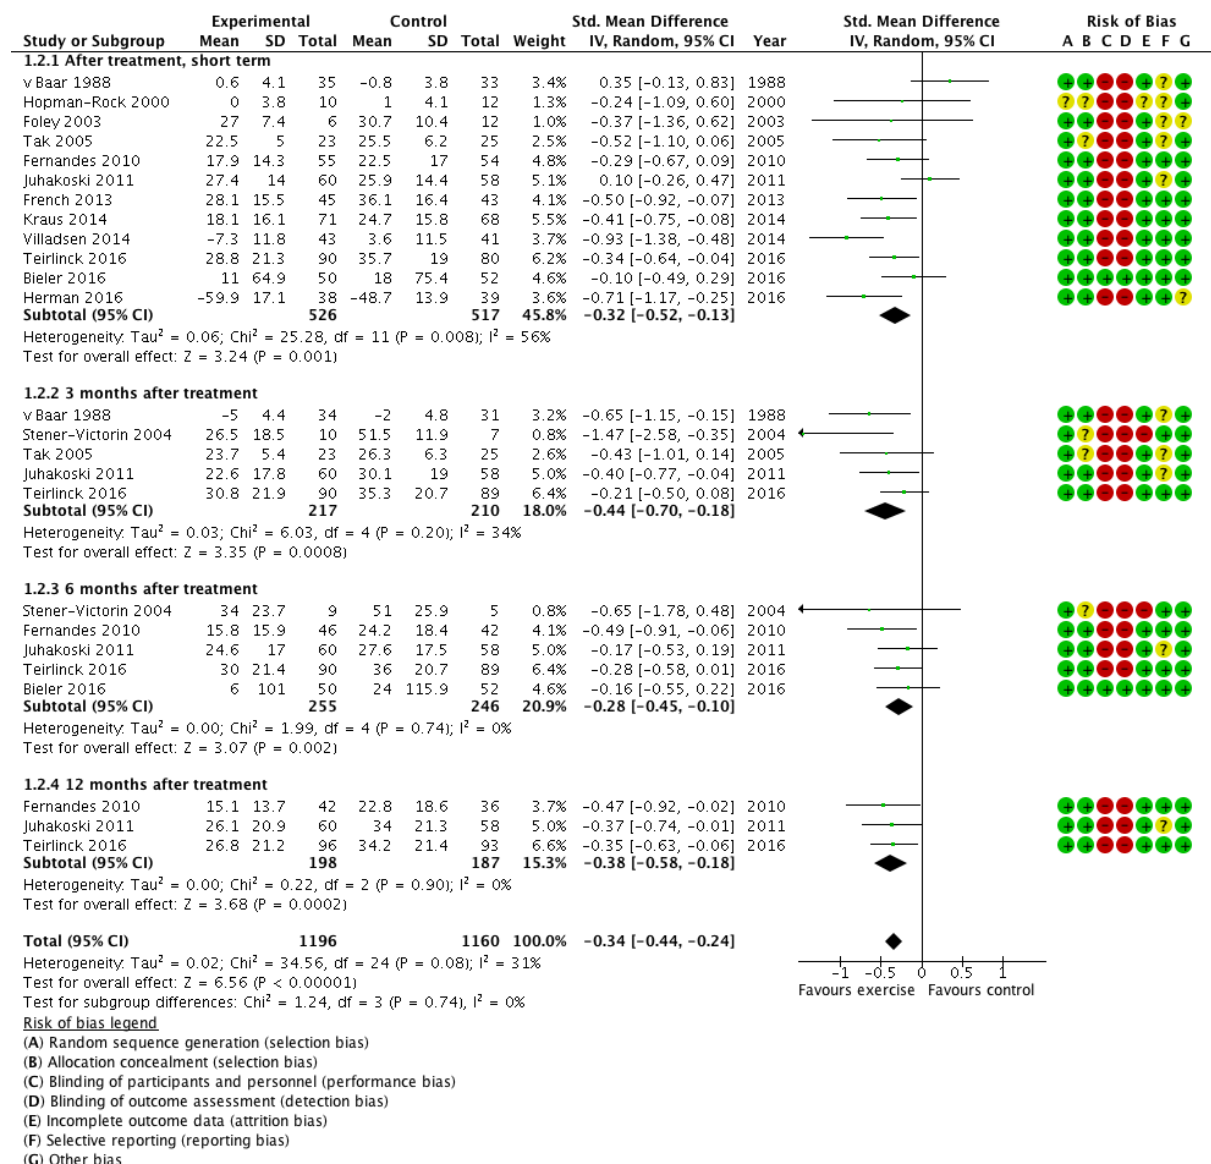 Experimental Control Std. Mean Difference Std. Mean Difference Risk of Bias
Study or Subgroup Mean SD Total Mean SD Total Weight IV, Random, 95% CI Year IV, Random, 95% CI A B C D E F G
1.2.1 After treatment, short term
v Baar 1988 0.6 4.1 35 -0.8 3.8 33 3.4% 0.35 [-0.13, 0.83] 1988 + + - - + ? +
Hopman-Rock 2000 0 3.8 10 1 4.1 12 1.3% -0.24 [-1.09, 0.60] 2000 ? ? - - ? ? +
Foley 2003 27 7.4 6 30.7 10.4 12 1.0% -0.37 [-1.36, 0.62] 2003 + + - - + ? ?
Tak 2005 22.5 5 23 25.5 6.2 25 2.7% -0.52 [-1.10, 0.06] 2005 + ? - - + ? +
Fernandes 2010 17.9 14.3 55 22.5 17 54 4.8% -0.29 [-0.67, 0.09] 2010 + + - - + + +
Juhakoski 2011 27.4 14 60 25.9 14.4 58 5.1% 0.10 [-0.26, 0.47] 2011 + + - - + ? +
French 2013 28.1 15.5 45 36.1 16.4 43 4.0% -0.50 [-0.92, -0.07] 2013 + + - - + + +
Kraus 2014 18.1 16.1 71 24.7 15.8 68 5.5% -0.41 [-0.75, -0.08] 2014 + + - - + + +
Villadsen 2014 -7.3 11.8 43 3.6 11.5 41 3.7% -0.93 [-1.38, -0.48] 2014 + + - - + + +
Teirlinck 2016 28.8 21.3 90 35.7 19 80 6.2% -0.34 [-0.64, -0.04] 2016 + + - - + + +
Bieler 2016 11 64.9 50 18 75.4 52 4.6% -0.10 [-0.49, 0.29] 2016 + + + + + + +
Herman 2016 -59.9 17.1 38 -48.7 13.9 39 3.6% -0.71 [-1.17, -0.25] 2016 + + - - + + ?
Subtotal (95% CI) 526 517 45.8% -0.32 [-0.52, -0.13]
Heterogeneity: Tau² = 0.06; Chi² = 25.28, df = 11 (P = 0.008); I² = 56%
Test for overall effect: Z = 3.24 (P = 0.001)
1.2.2 3 months after treatment
v Baar 1988 -5 4.4 34 -2 4.8 31 3.2% -0.65 [-1.15, -0.15] 1988 + + - - + ? +
Stener-Victorin 2004 26.5 18.5 10 51.5 11.9 7 0.8% -1.47 [-2.58, -0.35] 2004 + ? - - - + +
Tak 2005 23.7 5.4 23 26.3 6.3 25 2.7% -0.43 [-1.01, 0.14] 2005 + ? - - + ? +
Juhakoski 2011 22.6 17.8 60 30.1 19 58 5.0% -0.40 [-0.77, -0.04] 2011 + + - - + ? +
Teirlinck 2016 30.8 21.9 90 35.3 20.7 89 6.4% -0.21 [-0.50, 0.08] 2016 + + - - + + +
Subtotal (95% CI) 217 210 18.0% -0.44 [-0.70, -0.18]
Heterogeneity: Tau² = 0.03; Chi² = 6.03, df = 4 (P = 0.20); I² = 34%
Test for overall effect: Z = 3.35 (P = 0.0008)
1.2.3 6 months after treatment
Stener-Victorin 2004 34 23.7 9 51 25.9 5 0.8% -0.65 [-1.78, 0.48] 2004 + ? - - - + +
Fernandes 2010 15.8 15.9 46 24.2 18.4 42 4.1% -0.49 [-0.91, -0.06] 2010 + + - - + + +
Juhakoski 2011 24.6 17 60 27.6 17.5 58 5.0% -0.17 [-0.53, 0.19] 2011 + + - - + ? +
Teirlinck 2016 30 21.4 90 36 20.7 89 6.4% -0.28 [-0.58, 0.01] 2016 + + - - + + +
Bieler 2016 6 101 50 24 115.9 52 4.6% -0.16 [-0.55, 0.22] 2016 + + + + + + +
Subtotal (95% CI) 255 246 20.9% -0.28 [-0.45, -0.10]
Heterogeneity: Tau² = 0.00; Chi² = 1.99, df = 4 (P = 0.74); I² = 0%
Test for overall effect: Z = 3.07 (P = 0.002)
1.2.4 12 months after treatment
Fernandes 2010 15.1 13.7 42 22.8 18.6 36 3.7% -0.47 [-0.92, -0.02] 2010 + + - - + + +
Juhakoski 2011 26.1 20.9 60 34 21.3 58 5.0% -0.37 [-0.74, -0.01] 2011 + + - - + ? +
Teirlinck 2016 26.8 21.2 96 34.2 21.4 93 6.6% -0.35 [-0.63, -0.06] 2016 + + - - + + +
Subtotal (95% CI) 198 187 15.3% -0.38 [-0.58, -0.18]
Heterogeneity: Tau² = 0.00; Chi² = 0.22, df = 2 (P = 0.90); I² = 0%
Test for overall effect: Z = 3.68 (P = 0.0002)
Total (95% CI) 1196 1160 100.0% -0.34 [-0.44, -0.24]
Heterogeneity: Tau² = 0.02; Chi² = 34.56, df = 24 (P = 0.08); I² = 31%
Test for overall effect: Z = 6.56 (P < 0.00001)
Test for subgroup differences: Chi² = 1.24, df = 3 (P = 0.74), I² = 0%
-1 -0.5 0 0.5 1
Favours exercise Favours control
Risk of bias legend
(A) Random sequence generation (selection bias)
(B) Allocation concealment (selection bias)
(C) Blinding of participants and personnel (performance bias)
(D) Blinding of outcome assessment (detection bias)
(E) Incomplete outcome data (attrition bias)
(F) Selective reporting (reporting bias)
(G) Other bias